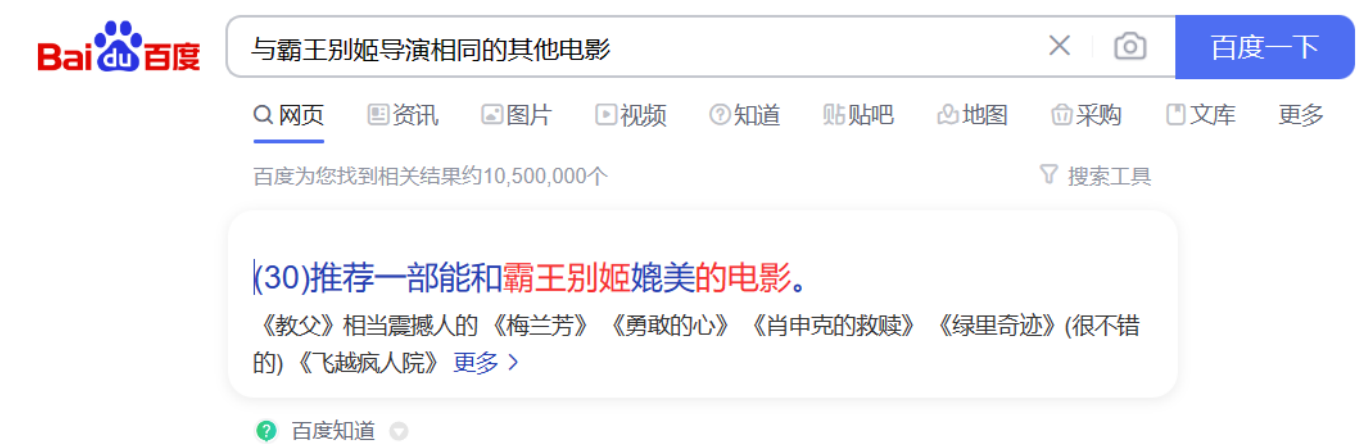 Bai du 百度 与霸王别姬导演相同的其他电影 百度一下
网页 资讯 图片 视频 知道 贴 贴吧 地图 采购 文库 更多
百度为您找到相关结果约10,500,000个 搜索工具
(30)推荐一部能和霸王别姬媲美的电影。
《教父》相当震撼人的 《梅兰芳》 《勇敢的心》 《肖申克的救赎》 《绿里奇迹》(很不错
的) 《飞越疯人院》 更多 >
百度知道